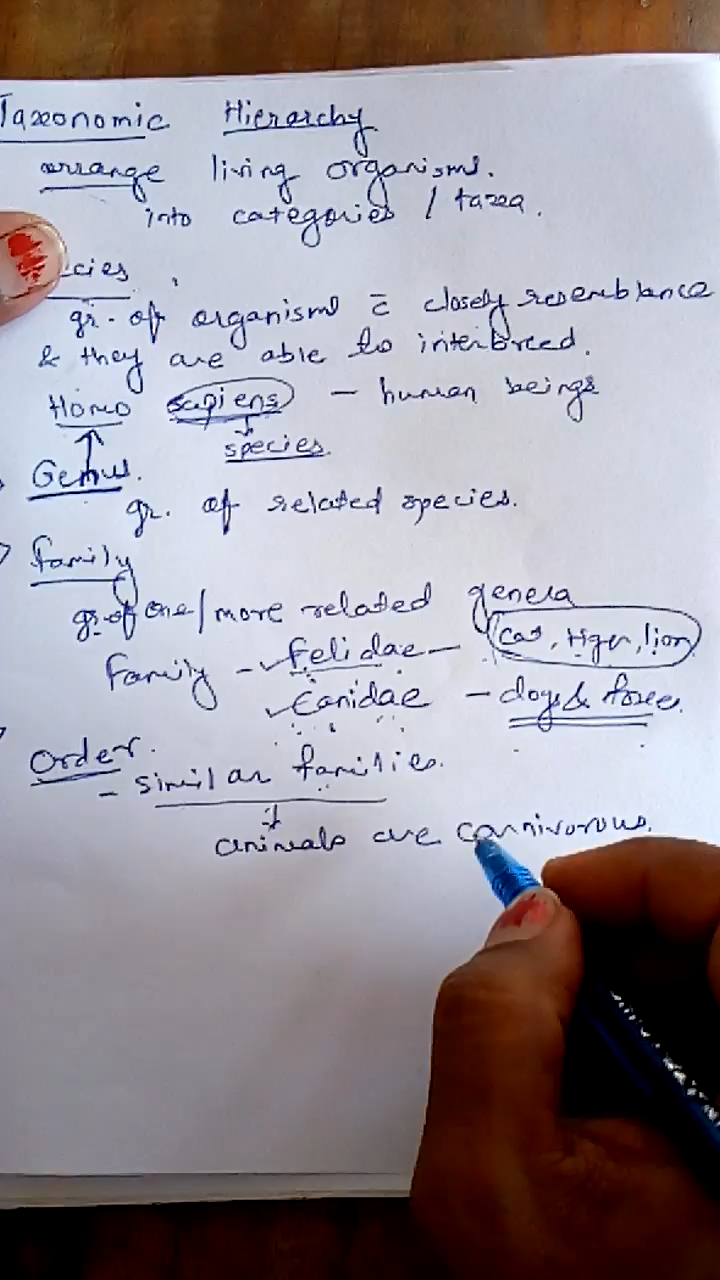 Taxonomic Hierarchy
arrange living organisms.
into categories / taxa.
cies
gr. of organisms c̄ closely resemblance
& they are able to interbreed.
Homo sapiens – human beings
species.
Genus.
gr. of related species.
family
gr. of one/more related genera
Family – Felidae – Cat, tiger, lion
Canidae – dogs & foxes.
Order.
– similar families.
animals are carnivorous.